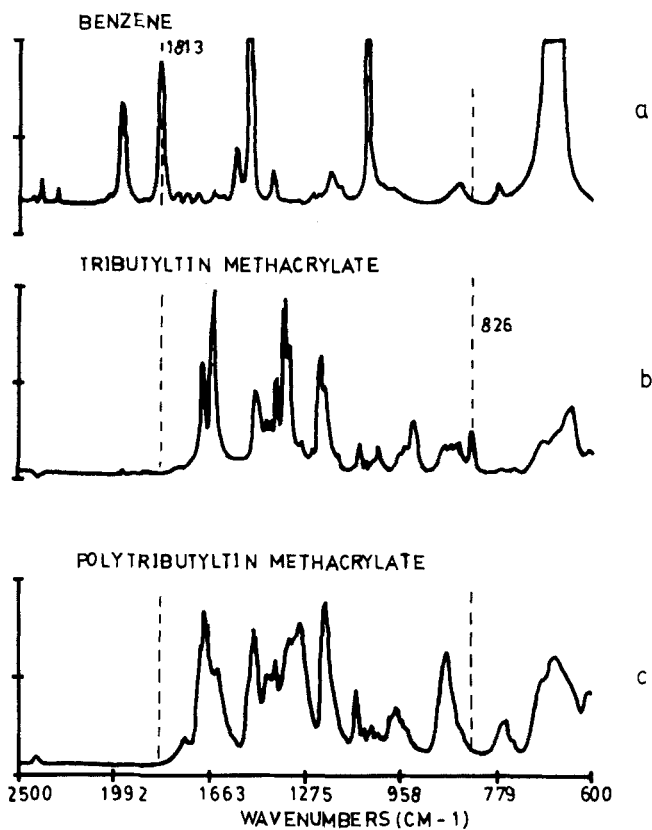 BENZENE
1813
a
TRIBUTYLTIN METHACRYLATE
826
b
POLYTRIBUTYLTIN METHACRYLATE
c
2500 1992 1663 1275 958 779 600
WAVENUMBERS (CM-1)